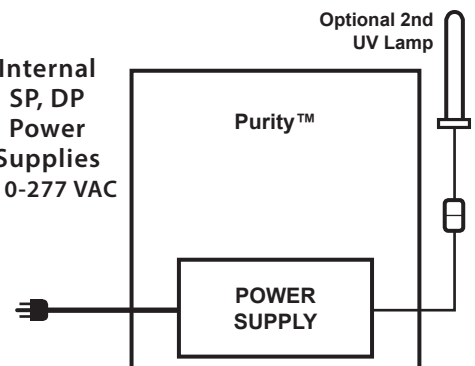 Optional 2nd
UV Lamp
Internal
SP, DP
Power
Supplies
0-277 VAC
Purity™
POWER
SUPPLY